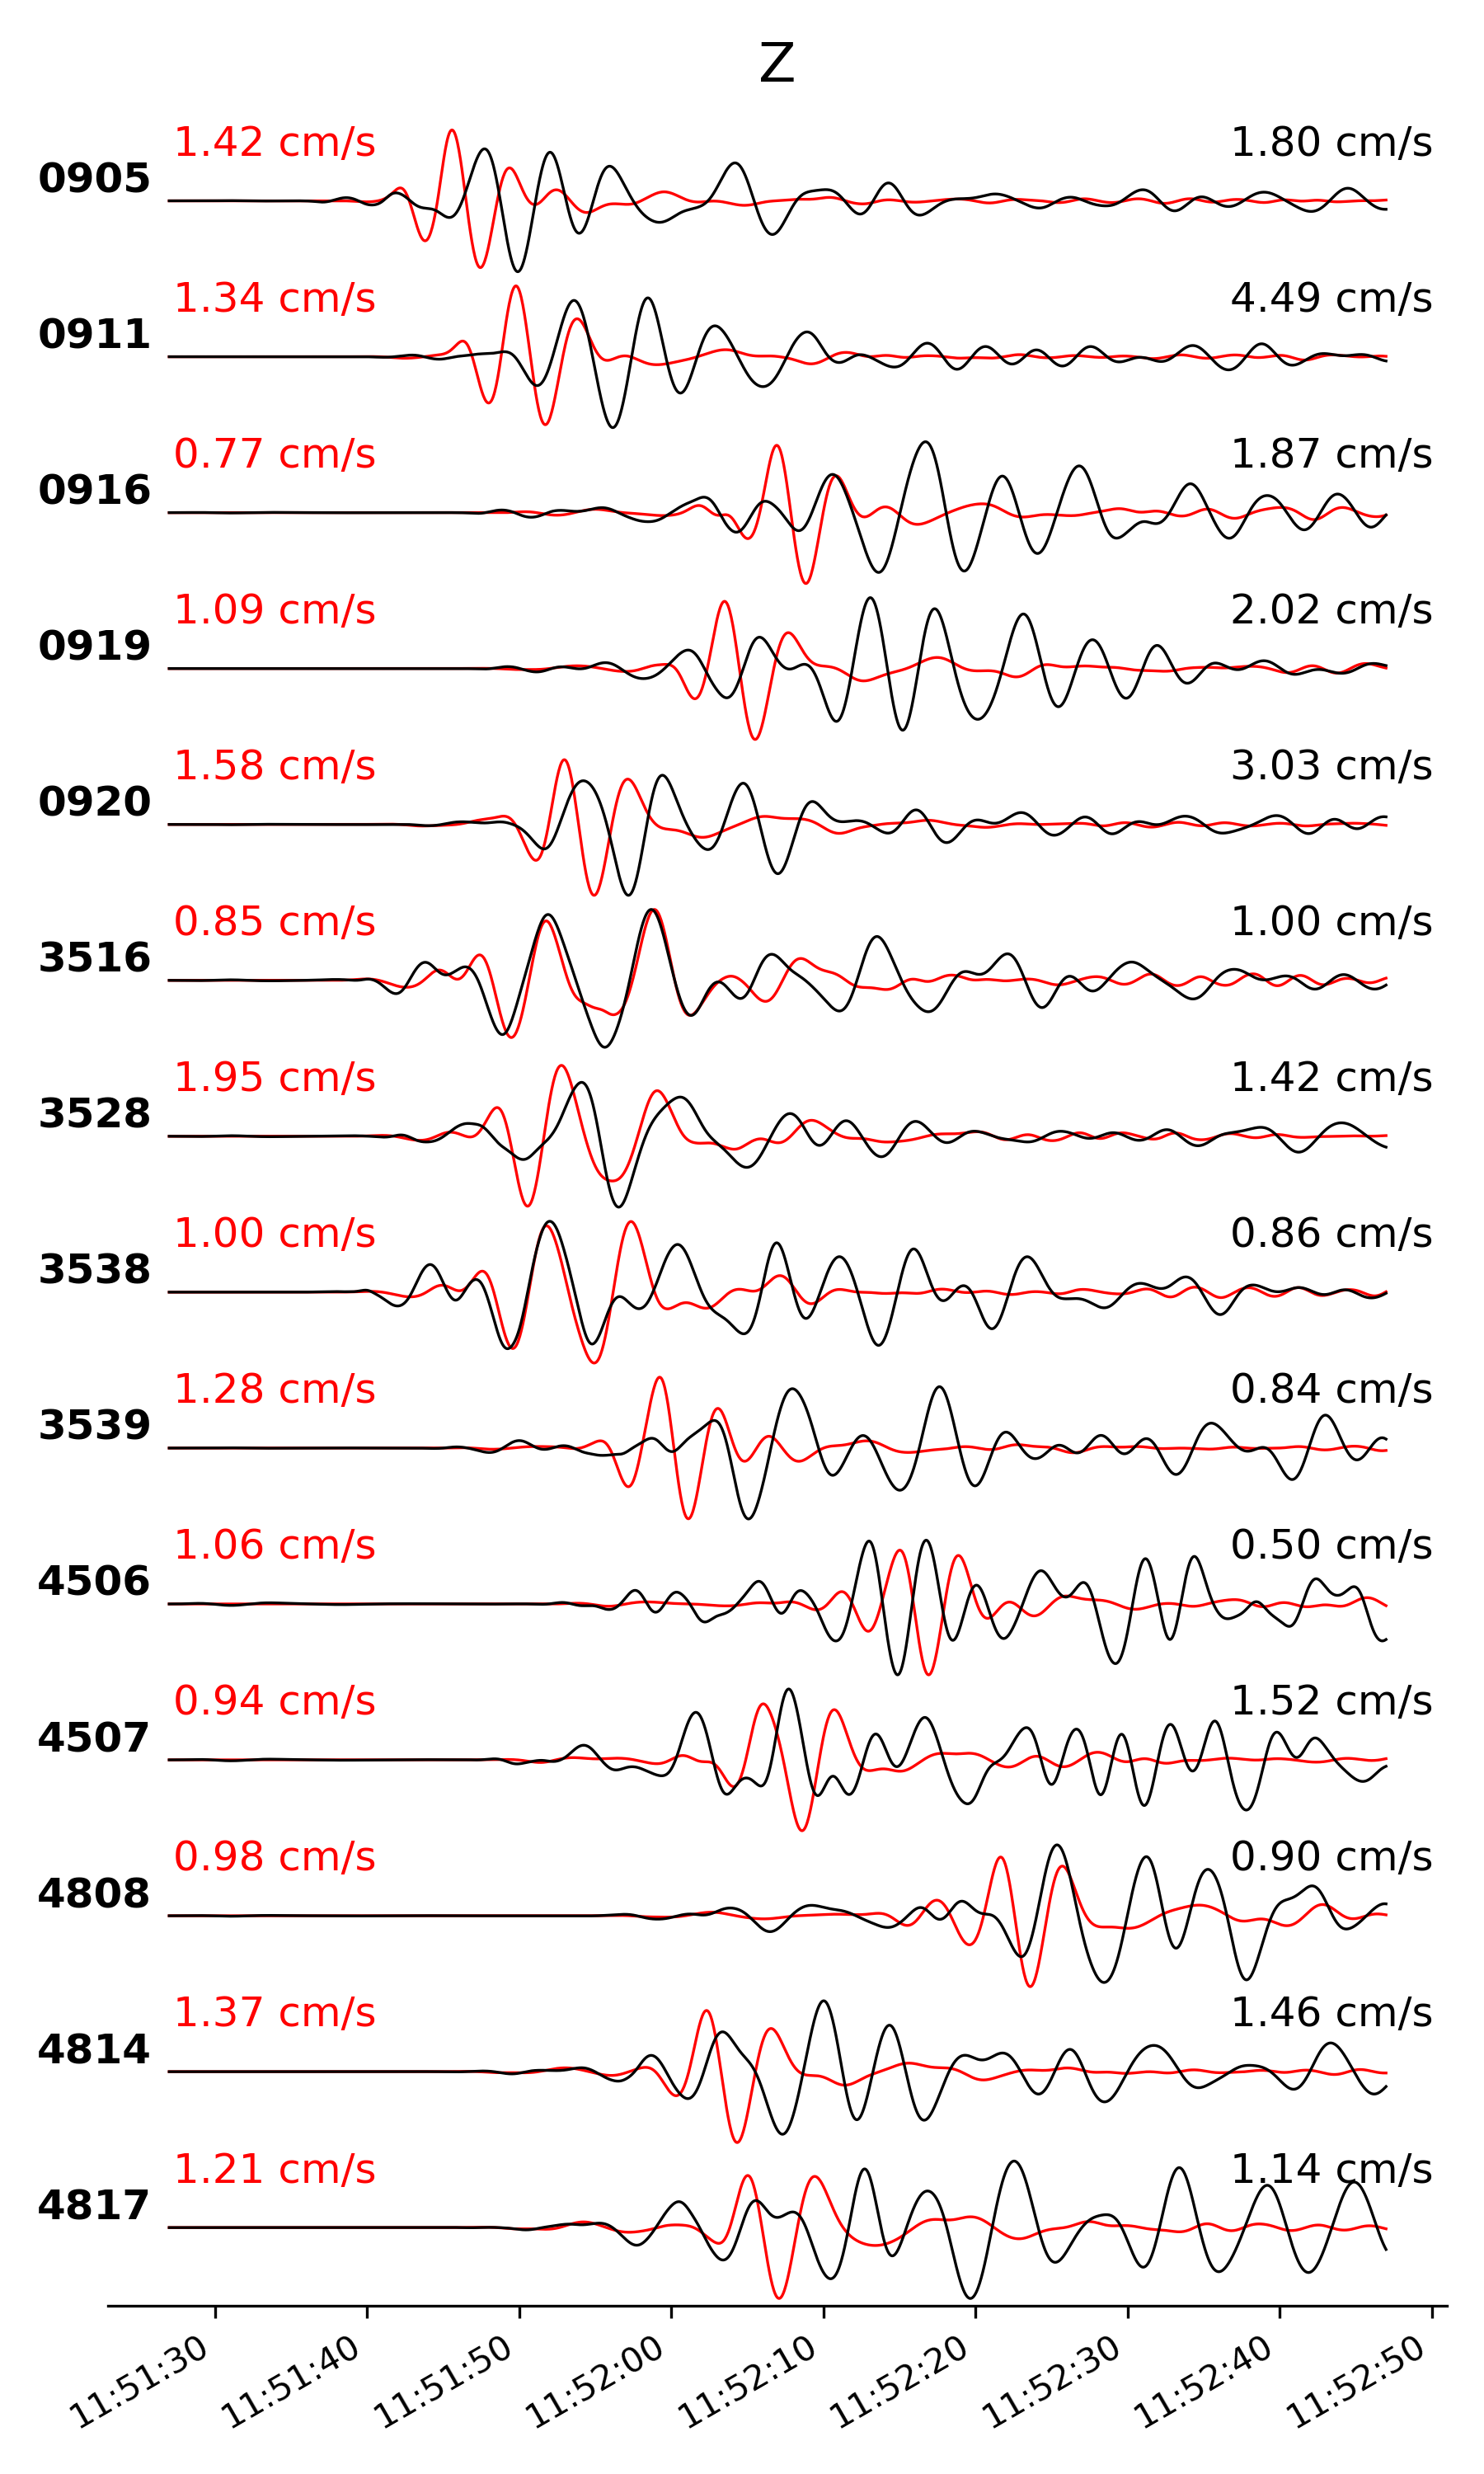 Z
1.42 cm/s 1.80 cm/s
0905
1.34 cm/s 4.49 cm/s
0911
0.77 cm/s 1.87 cm/s
0916
1.09 cm/s 2.02 cm/s
0919
1.58 cm/s 3.03 cm/s
0920
0.85 cm/s 1.00 cm/s
3516
1.95 cm/s 1.42 cm/s
3528
1.00 cm/s 0.86 cm/s
3538
1.28 cm/s 0.84 cm/s
3539
1.06 cm/s 0.50 cm/s
4506
0.94 cm/s 1.52 cm/s
4507
0.98 cm/s 0.90 cm/s
4808
1.37 cm/s 1.46 cm/s
4814
1.21 cm/s 1.14 cm/s
4817
11:51:30 11:51:40 11:51:50 11:52:00 11:52:10 11:52:20 11:52:30 11:52:40 11:52:50